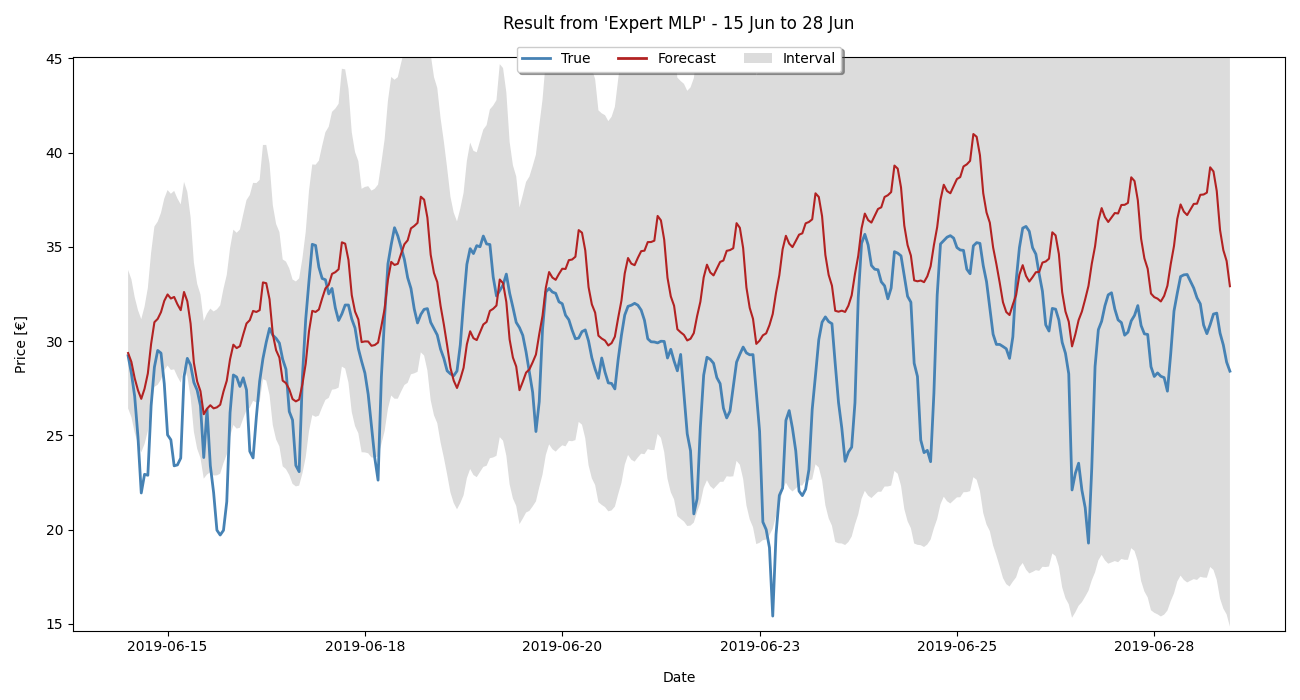 Result from 'Expert MLP' - 15 Jun to 28 Jun
True Forecast Interval
45
40
35
30
25
20
15
Price [€]
2019-06-15 2019-06-18 2019-06-20 2019-06-23 2019-06-25 2019-06-28
Date